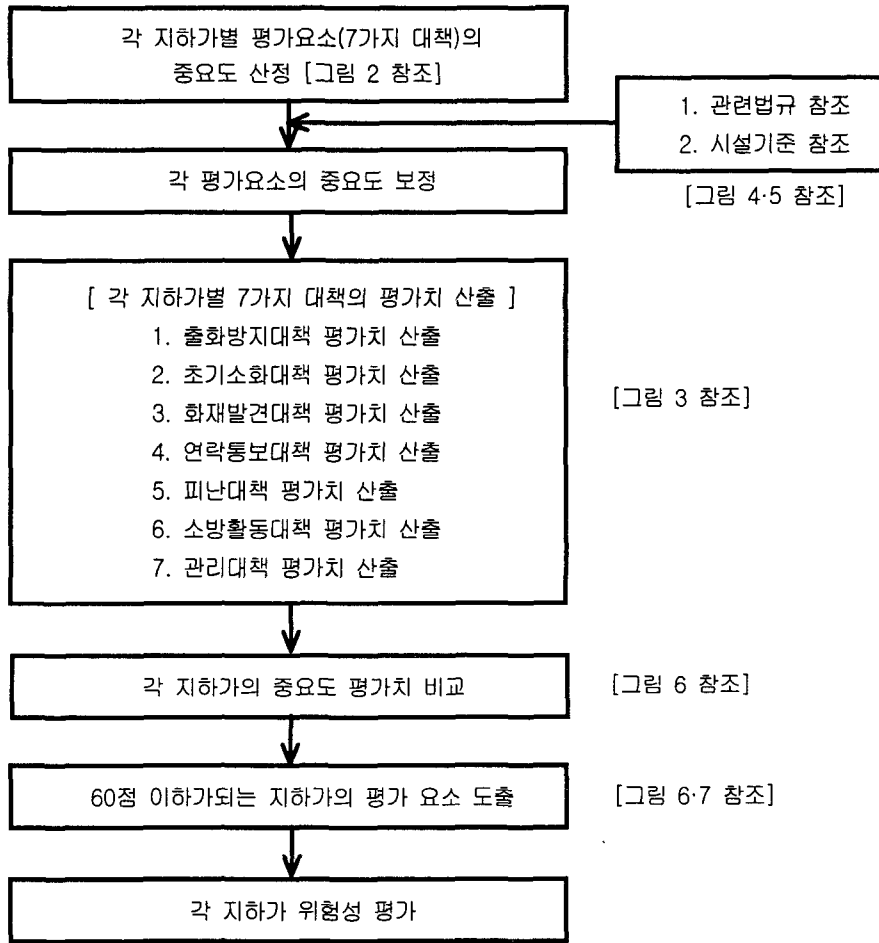 각 지하가별 평가요소(7가지 대책)의
중요도 산정 [그림 2 참조]
1. 관련법규 참조
2. 시설기준 참조
[그림 4·5 참조]
각 평가요소의 중요도 보정
[ 각 지하가별 7가지 대책의 평가치 산출 ]
1. 출화방지대책 평가치 산출
2. 초기소화대책 평가치 산출
3. 화재발견대책 평가치 산출
4. 연락통보대책 평가치 산출
5. 피난대책 평가치 산출
6. 소방활동대책 평가치 산출
7. 관리대책 평가치 산출
[그림 3 참조]
각 지하가의 중요도 평가치 비교
[그림 6 참조]
60점 이하가되는 지하가의 평가 요소 도출
[그림 6·7 참조]
각 지하가 위험성 평가